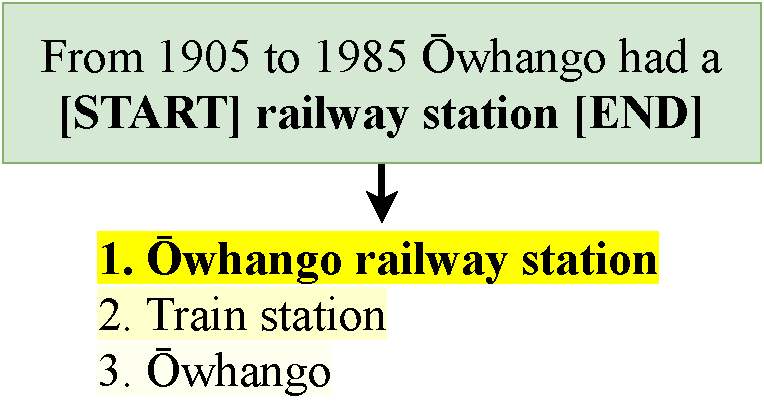 From 1905 to 1985 Ōwhango had a
[START] railway station [END]
1. Ōwhango railway station
2. Train station
3. Ōwhango